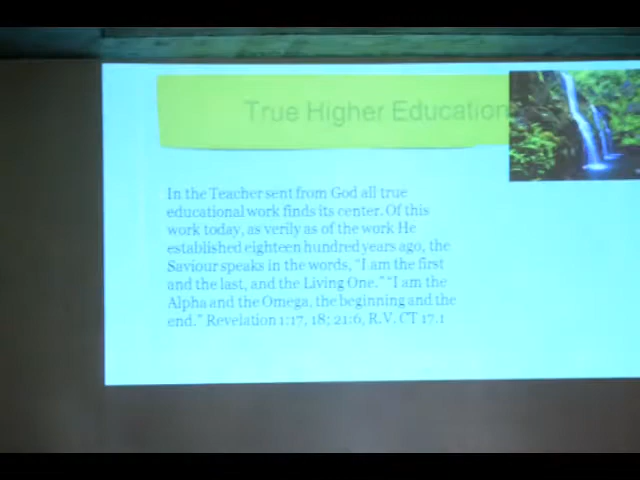 True Higher Education
In the Teacher sent from God all true
educational work finds its center. Of this
work today, as verily as of the work He
established eighteen hundred years ago, the
Saviour speaks in the words, “I am the first
and the last, and the Living One.” “I am the
Alpha and the Omega, the beginning and the
end.” Revelation 1:17, 18; 21:6, R.V. CT 17.1